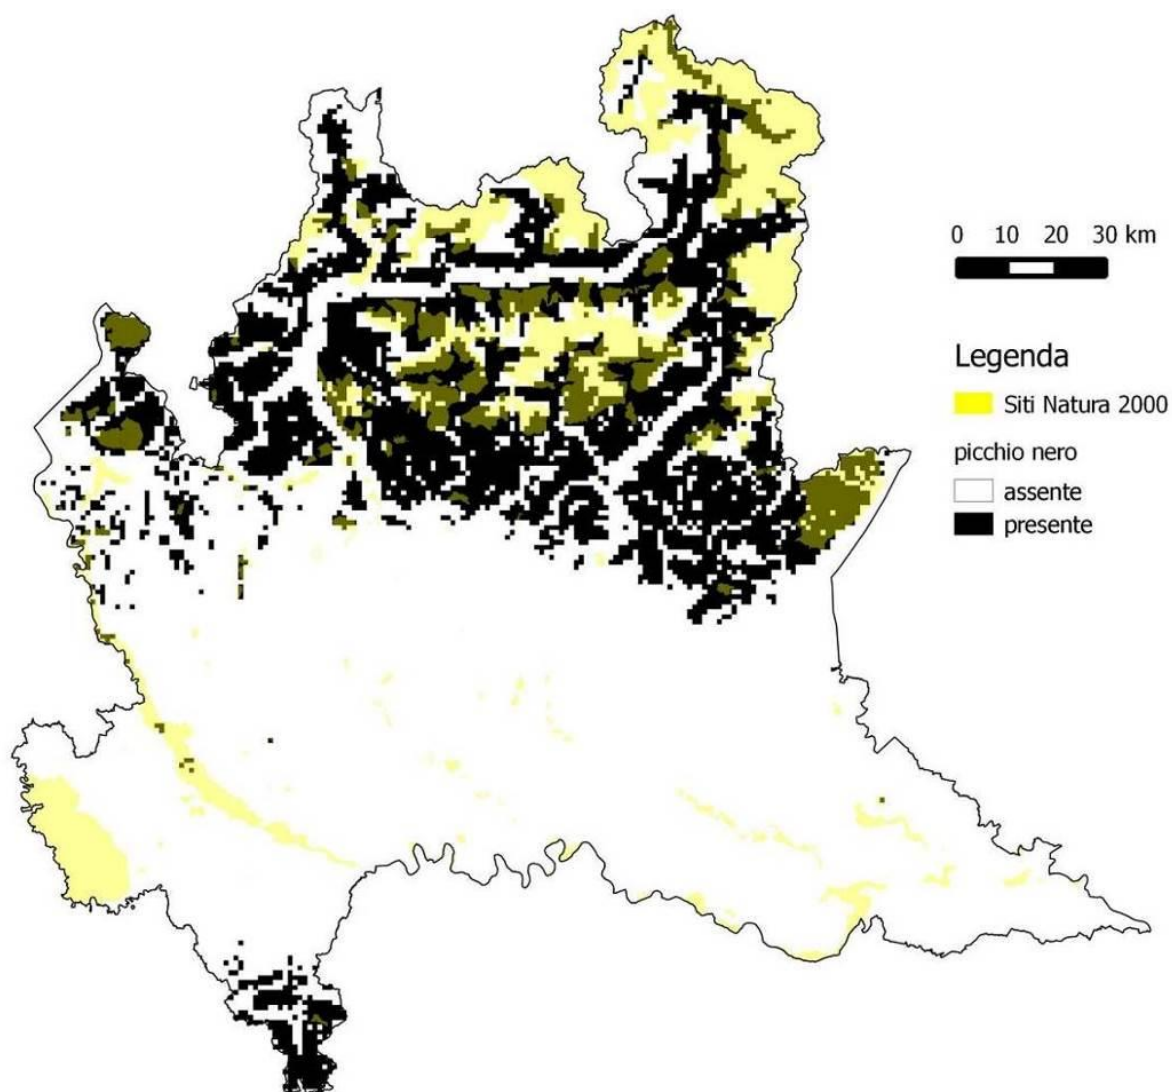 0 10 20 30 km
Legenda
Siti Natura 2000
picchio nero
assente
presente